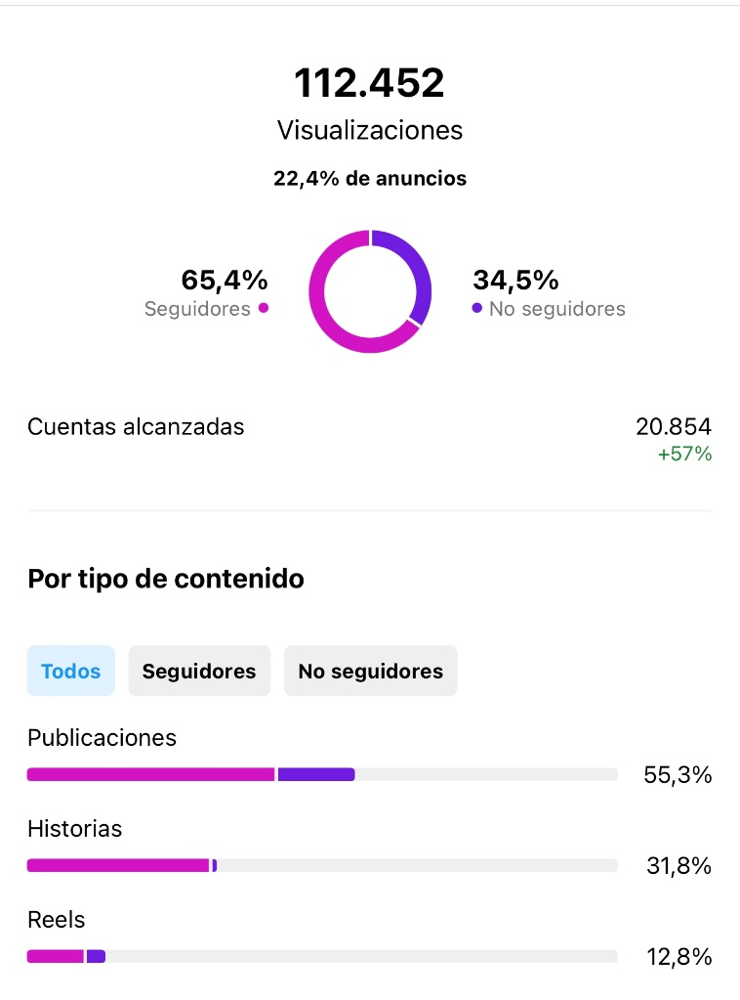 112.452
Visualizaciones
22,4% de anuncios
65,4%
Seguidores
34,5%
No seguidores
Cuentas alcanzadas
20.854
+57%
Por tipo de contenido
Todos
Seguidores
No seguidores
Publicaciones
55,3%
Historias
31,8%
Reels
12,8%